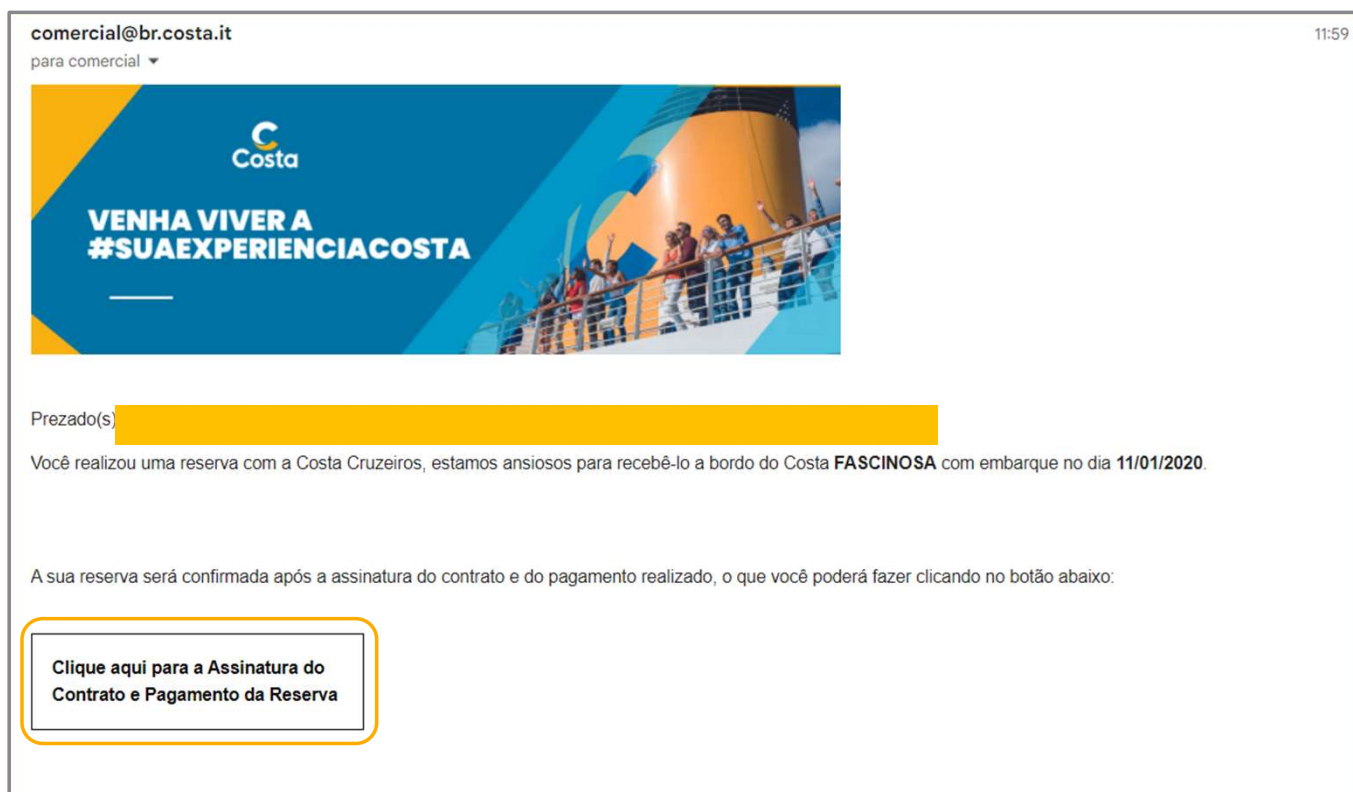 comercial@br.costa.it
11:59
para comercial
Costa
VENHA VIVER A
#SUAEXPERIENCIACOSTA
Prezado(s)
Você realizou uma reserva com a Costa Cruzeiros, estamos ansiosos para recebê-lo a bordo do Costa FASCINOSA com embarque no dia 11/01/2020.
A sua reserva será confirmada após a assinatura do contrato e do pagamento realizado, o que você poderá fazer clicando no botão abaixo:
Clique aqui para a Assinatura do
Contrato e Pagamento da Reserva